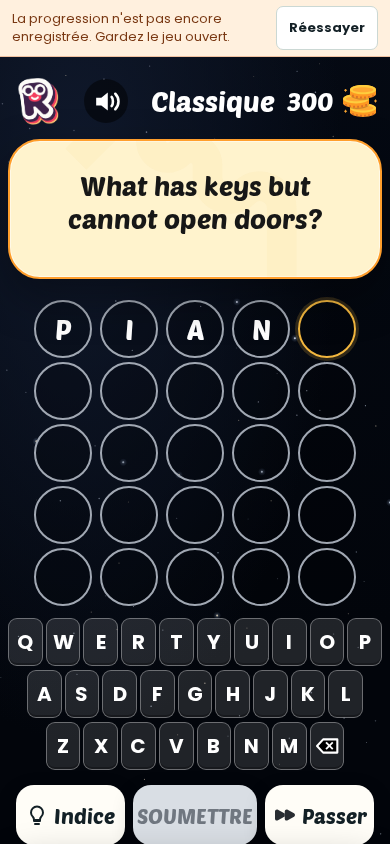 La progression n'est pas encore
enregistrée. Gardez le jeu ouvert.
Réessayer
R
Classique 300
What has keys but
cannot open doors?
P I A N
Q W E R T Y U I O P
A S D F G H J K L
Z X C V B N M
Indice SOUMETTRE Passer